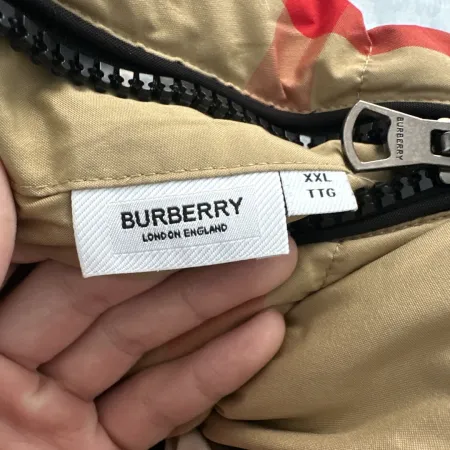 BURBERRY
LONDON ENGLAND
XXL
TTG
BURBERRY